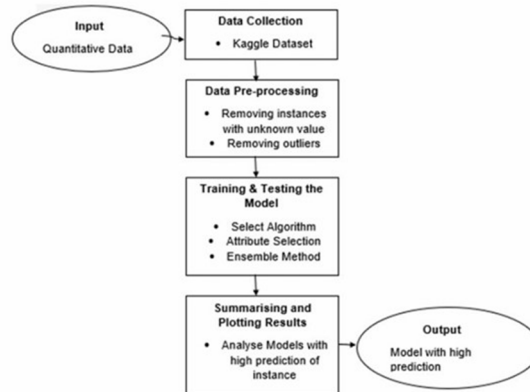 Input
Quantitative Data
Data Collection
• Kaggle Dataset
Data Pre-processing
• Removing instances
with unknown value
• Removing outliers
Training & Testing the
Model
• Select Algorithm
• Attribute Selection
• Ensemble Method
Summarising and
Plotting Results
• Analyse Models with
high prediction of
instance
Output
Model with high
prediction